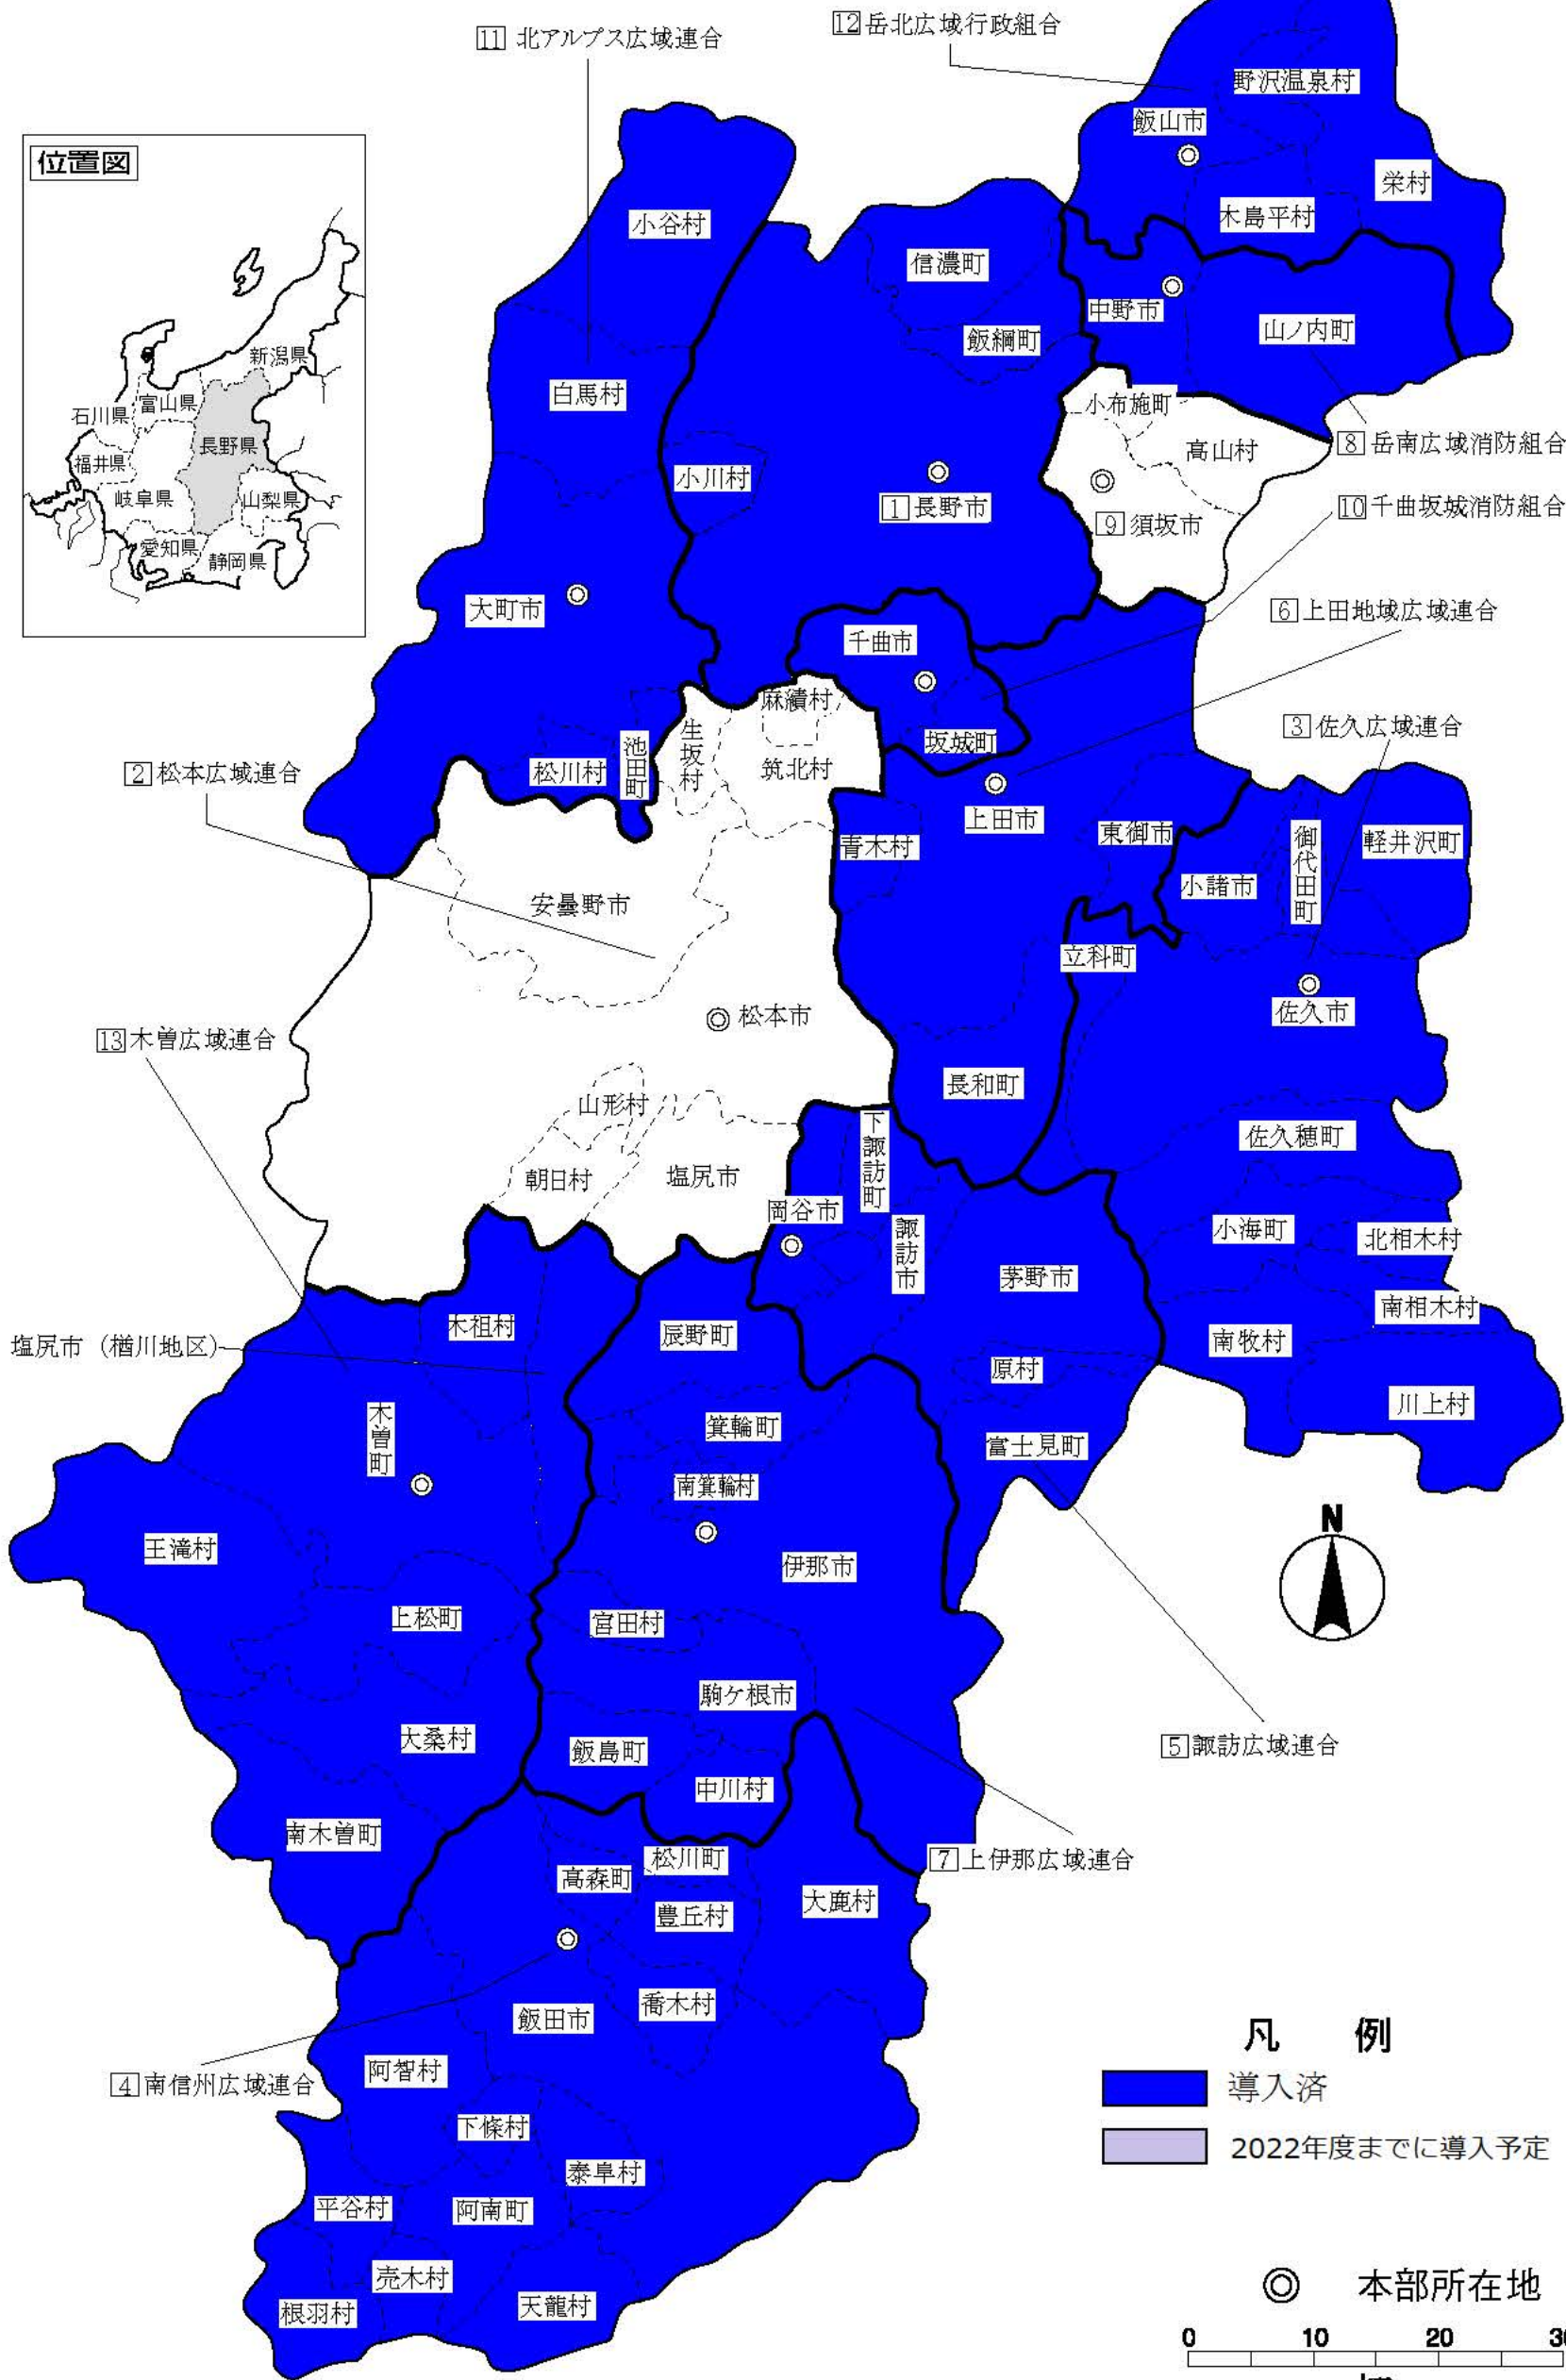 11 北アルプス広域連合
12 岳北広域行政組合
野沢温泉村
飯山市
栄村
木島平村
位置図
新潟県
石川県
富山県
長野県
福井県
岐阜県
山梨県
愛知県
静岡県
小谷村
信濃町
中野市
山ノ内町
飯綱町
白馬村
小布施町
高山村
8 岳南広域消防組合
小川村
1 長野市
9 須坂市
10 千曲坂城消防組合
大町市
千曲市
6 上田地域広域連合
麻績村
生坂村
池田町
坂城町
3 佐久広域連合
2 松本広域連合
松川村
筑北村
上田市
東御市
御代田町
軽井沢町
青木村
小諸市
安曇野市
立科町
佐久市
松本市
13 木曽広域連合
長和町
山形村
下諏訪町
佐久穂町
朝日村
塩尻市
岡谷市
諏訪市
小海町
北相木村
茅野市
南相木村
木祖村
辰野町
塩尻市 (楢川地区)
南牧村
原村
川上村
木曽町
箕輪町
富士見町
南箕輪村
N
王滝村
伊那市
上松町
宮田村
駒ケ根市
大桑村
飯島町
5 諏訪広域連合
中川村
南木曽町
7 上伊那広域連合
松川町
高森町
大鹿村
豊丘村
喬木村
飯田市
凡 例
阿智村
4 南信州広域連合
導入済
下條村
2022年度までに導入予定
泰阜村
平谷村
阿南町
売木村
◎ 本部所在地
根羽村
天龍村
0 10 20